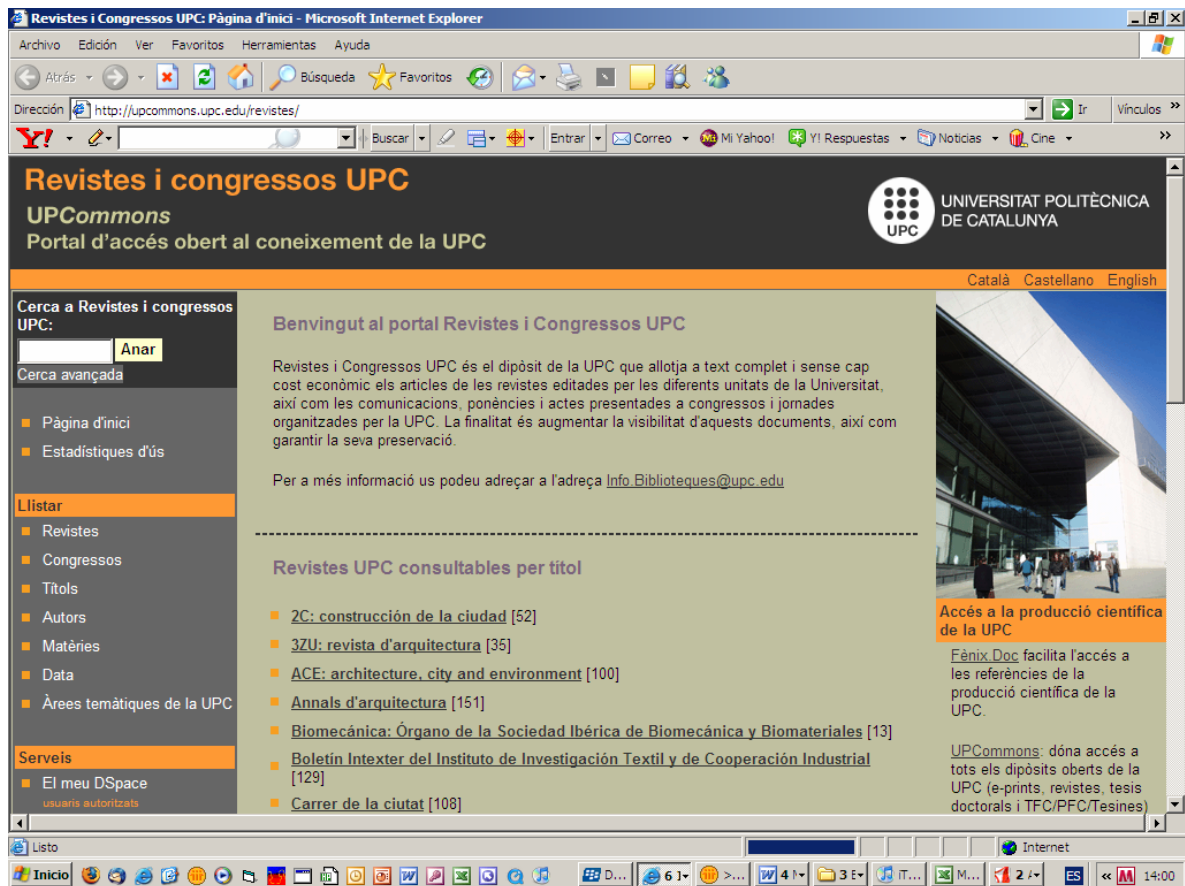 Revistes i Congressos UPC: Pàgina d'inici - Microsoft Internet Explorer
Archivo Edición Ver Favoritos Herramientas Ayuda
Atrás Búsqueda Favoritos
Dirección http://upcommons.upc.edu/revistes/ Ir Vínculos »
Y! Buscar Entrar Correo Mi Yahoo! Y! Respuestas Noticias Cine »
Revistes i congressos UPC
UPCommons
Portal d'accés obert al coneixement de la UPC
UPC
UNIVERSITAT POLITÈCNICA
DE CATALUNYA
Català Castellano English
Cerca a Revistes i congressos
UPC:
Anar
Cerca avançada
Pàgina d'inici
Estadístiques d'ús
Llistar
Revistes
Congressos
Títols
Autors
Matèries
Data
Àrees temàtiques de la UPC
Serveis
El meu DSpace
usuaris autoritzats
Benvingut al portal Revistes i Congressos UPC
Revistes i Congressos UPC és el dipòsit de la UPC que allotja a text complet i sense cap
cost econòmic els articles de les revistes editades per les diferents unitats de la Universitat,
així com les comunicacions, ponències i actes presentades a congressos i jornades
organitzades per la UPC. La finalitat és augmentar la visibilitat d'aquests documents, així com
garantir la seva preservació.
Per a més informació us podeu adreçar a l'adreça Info.Biblioteques@upc.edu
Revistes UPC consultables per títol
2C: construcción de la ciudad [52]
3ZU: revista d'arquitectura [35]
ACE: architecture, city and environment [100]
Annals d'arquitectura [151]
Biomecánica: Órgano de la Sociedad Ibérica de Biomecánica y Biomateriales [13]
Boletín Intexter del Instituto de Investigación Textil y de Cooperación Industrial
[129]
Carrer de la ciutat [108]
Accés a la producció científica
de la UPC
Fènix.Doc facilita l'accés a
les referències de la
producció científica de la
UPC.
UPCommons: dóna accés a
tots els dipòsits oberts de la
UPC (e-prints, revistes, tesis
doctorals i TFC/PFC/Tesines)
Listo Internet
Inicio D... 6 I >... 4 3 E iT... M... 2 ES « 14:00